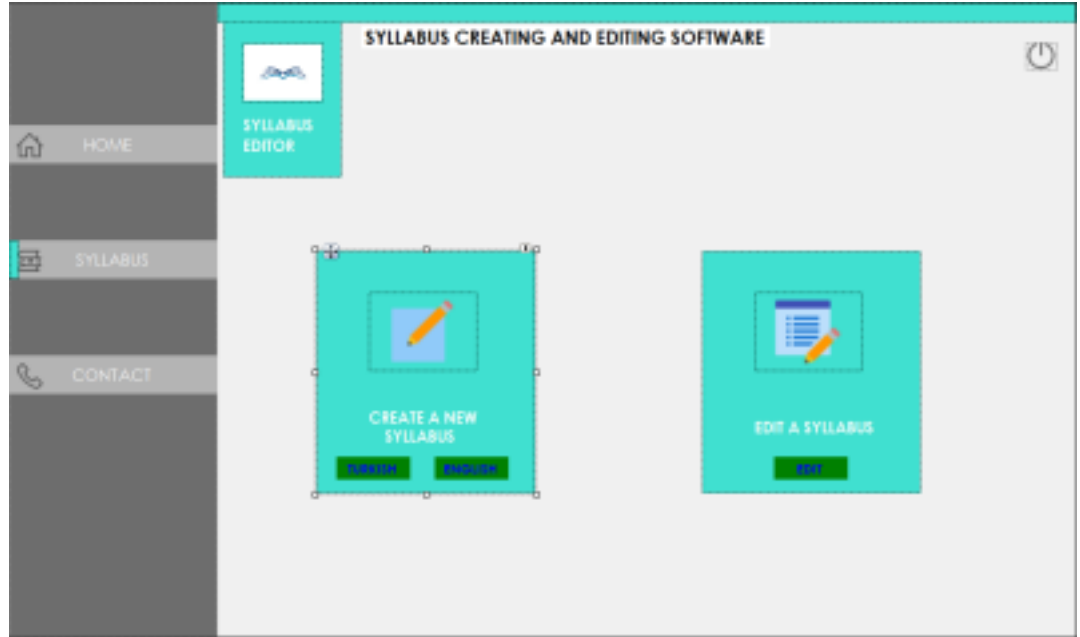 SYLLABUS CREATING AND EDITING SOFTWARE
SYLLABUS
EDITOR
HOME
SYLLABUS
CONTACT
CREATE A NEW
SYLLABUS
TURKISH
ENGLISH
EDIT A SYLLABUS
EDIT